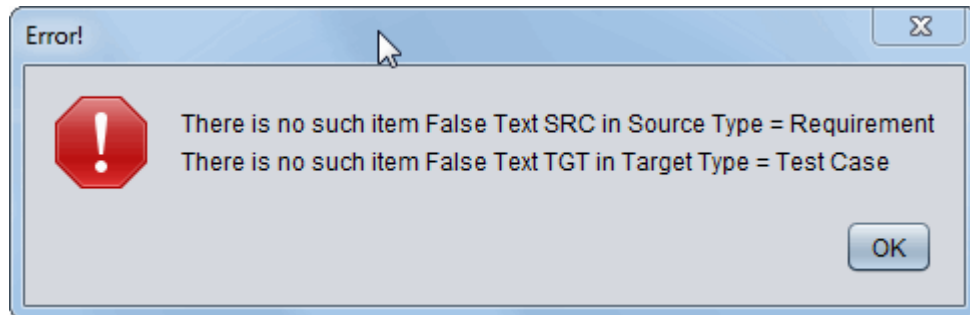 Error!
There is no such item False Text SRC in Source Type = Requirement
There is no such item False Text TGT in Target Type = Test Case
OK